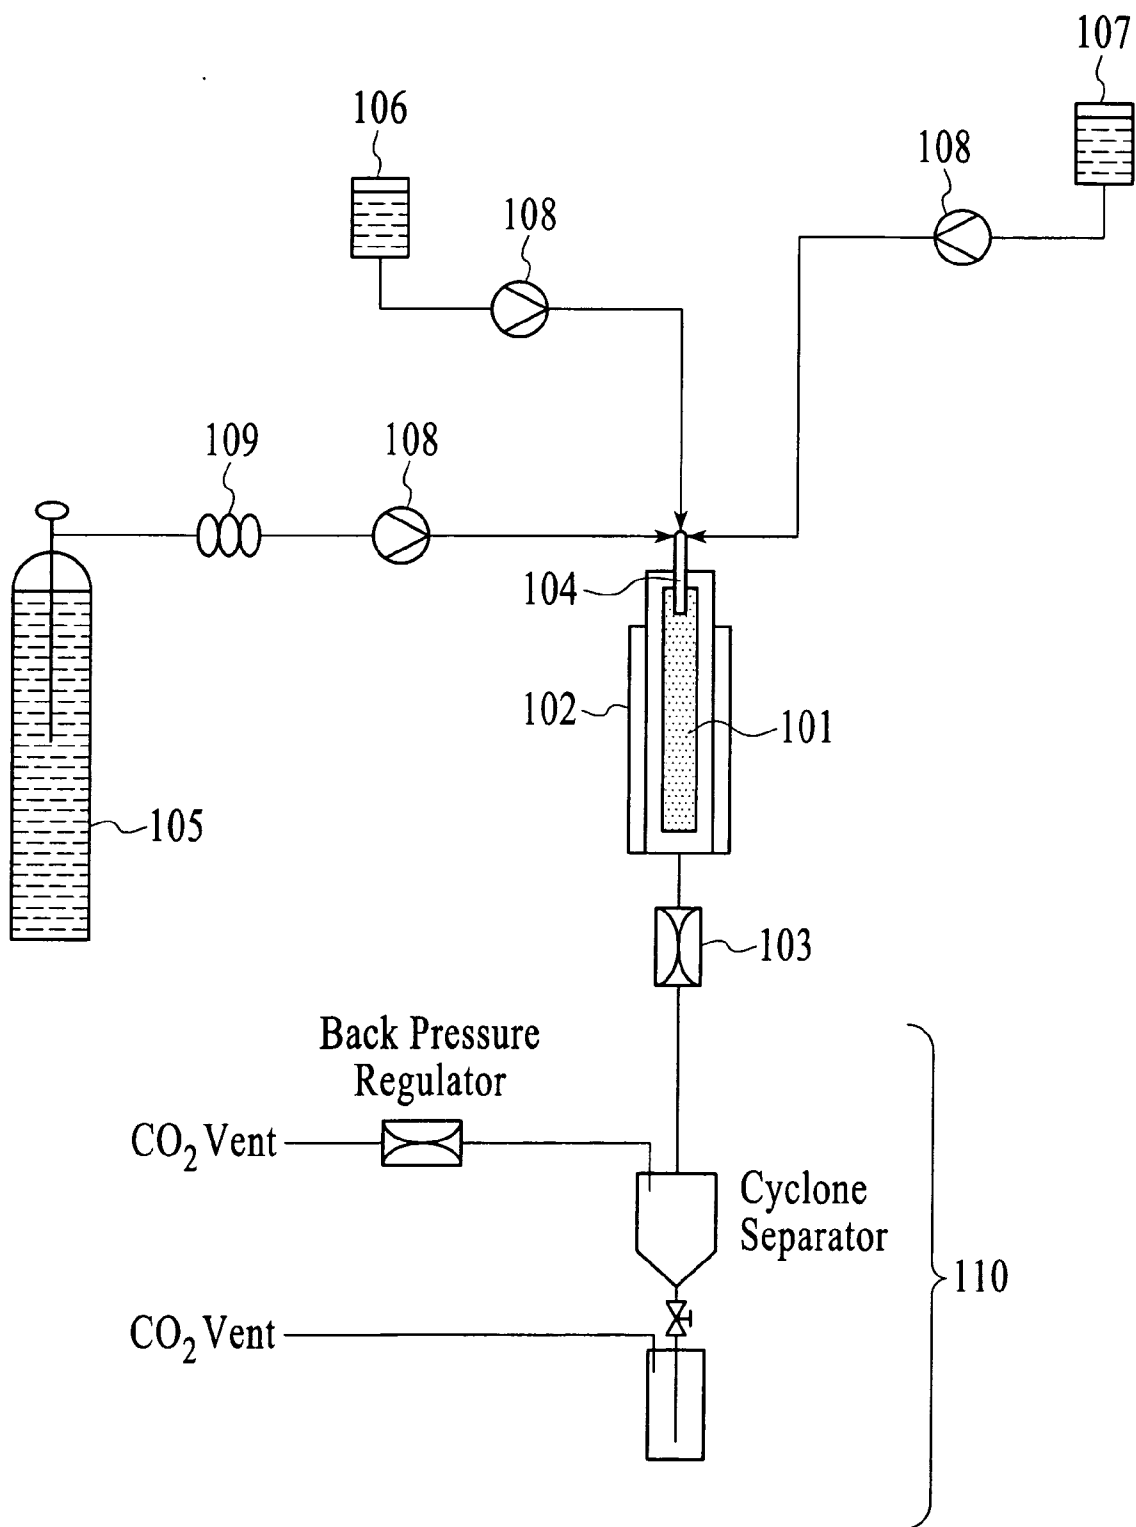 107
106
108
108
109
108
104
102
101
105
103
Back Pressure
Regulator
CO₂ Vent
Cyclone
Separator
110
CO₂ Vent